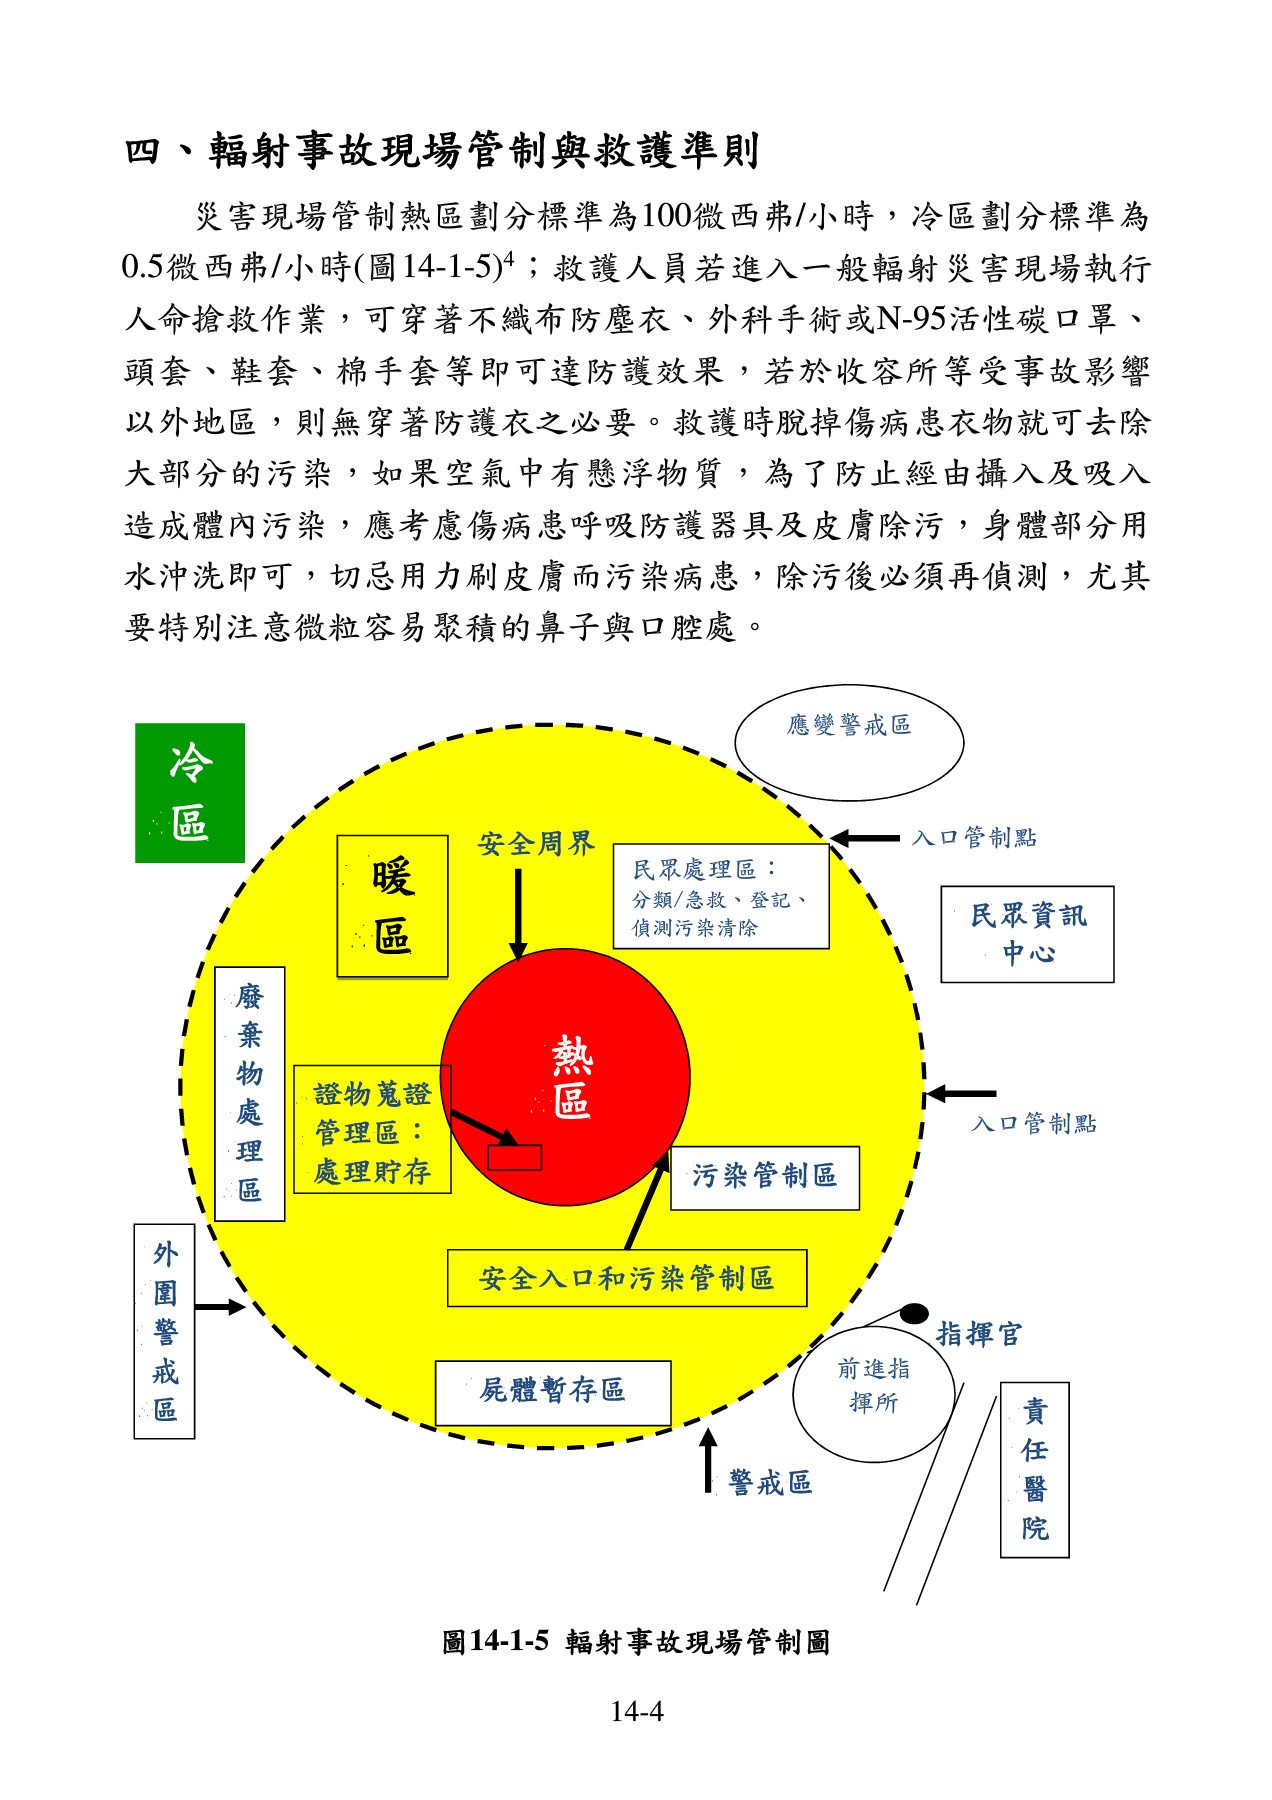 四、輻射事故現場管制與救護準則
災害現場管制熱區劃分標準為100微西弗/小時，冷區劃分標準為
0.5微西弗/小時(圖14-1-5)4；救護人員若進入一般輻射災害現場執行
人命搶救作業，可穿著不織布防塵衣、外科手術或N-95活性碳口罩、
頭套、鞋套、棉手套等即可達防護效果，若於收容所等受事故影響
以外地區，則無穿著防護衣之必要。救護時脫掉傷病患衣物就可去除
大部分的污染，如果空氣中有懸浮物質，為了防止經由攝入及吸入
造成體內污染，應考慮傷病患呼吸防護器具及皮膚除污，身體部分用
水沖洗即可，切忌用力刷皮膚而污染病患，除污後必須再偵測，尤其
要特別注意微粒容易聚積的鼻子與口腔處。
應變警戒區
冷區
入口管制點
安全周界
暖區
民眾處理區：
分類/急救、登記、
偵測污染清除
民眾資訊
中心
廢棄物處理區
熱區
證物蒐證
管理區：
處理貯存
入口管制點
污染管制區
外圍警戒區
安全入口和污染管制區
指揮官
前進指
揮所
屍體暫存區
責任醫院
警戒區
圖14-1-5 輻射事故現場管制圖
14-4